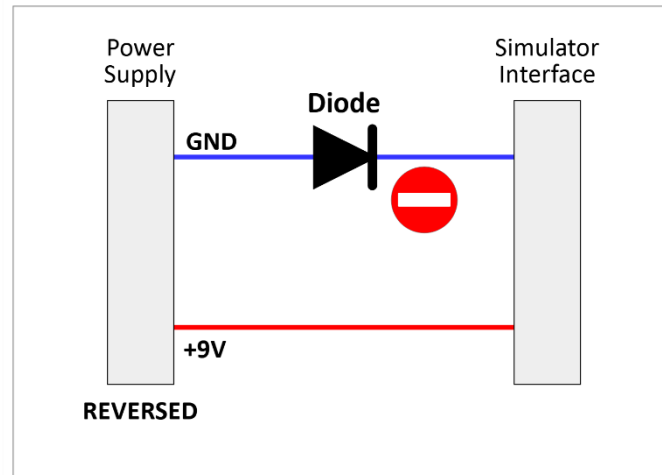 Power
Supply
Simulator
Interface
Diode
GND
+9V
REVERSED